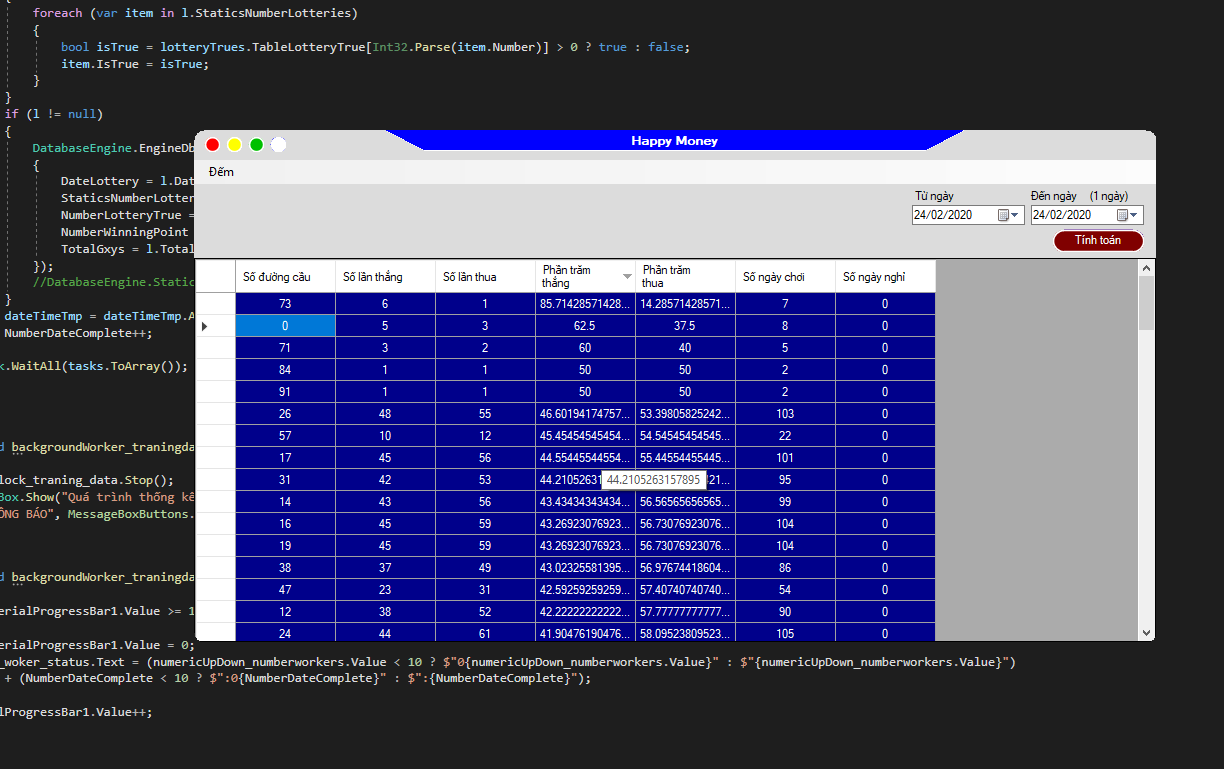 {
foreach (var item in l.StaticsNumberLotteries)
{
bool isTrue = lotteryTrues.TableLotteryTrue[Int32.Parse(item.Number)] > 0 ? true : false;
item.IsTrue = isTrue;
}
}
if (l != null)
{
DatabaseEngine.EngineDb
{
DateLottery = l.Dat
StaticsNumberLotter
NumberLotteryTrue =
NumberWinningPoint
TotalGxys = l.Total
});
//DatabaseEngine.Static
}
dateTimeTmp = dateTimeTmp.A
NumberDateComplete++;
k.WaitAll(tasks.ToArray());
d backgroundWorker_traningda
lock_traning_data.Stop();
Box.Show("Quá trình thống kê
ÔNG BÁO", MessageBoxButtons.
d backgroundWorker_traningda
erialProgressBar1.Value >= 1
erialProgressBar1.Value = 0;
_woker_status.Text = (numericUpDown_numberworkers.Value < 10 ? $"0{numericUpDown_numberworkers.Value}" : $"{numericUpDown_numberworkers.Value}")
+ (NumberDateComplete < 10 ? $":0{NumberDateComplete}" : $":{NumberDateComplete}");
lProgressBar1.Value++;
Happy Money
Đếm
Từ ngày Đến ngày (1 ngày)
24/02/2020 24/02/2020
Tính toán
Số đường cầu Số lần thắng Số lần thua Phần trăm thắng Phần trăm thua Số ngày chơi Số ngày nghỉ
73 6 1 85.71428571428... 14.28571428571... 7 0
0 5 3 62.5 37.5 8 0
71 3 2 60 40 5 0
84 1 1 50 50 2 0
91 1 1 50 50 2 0
26 48 55 46.60194174757... 53.39805825242... 103 0
57 10 12 45.45454545454... 54.54545454545... 22 0
17 45 56 44.55445544554... 55.44554455445... 101 0
31 42 53 44.21052631 44.2105263157895 21... 95 0
14 43 56 43.43434343434... 56.56565656565... 99 0
16 45 59 43.26923076923... 56.73076923076... 104 0
19 45 59 43.26923076923... 56.73076923076... 104 0
38 37 49 43.02325581395... 56.97674418604... 86 0
47 23 31 42.59259259259... 57.40740740740... 54 0
12 38 52 42.22222222222... 57.77777777777... 90 0
24 44 61 41.90476190476... 58.09523809523... 105 0